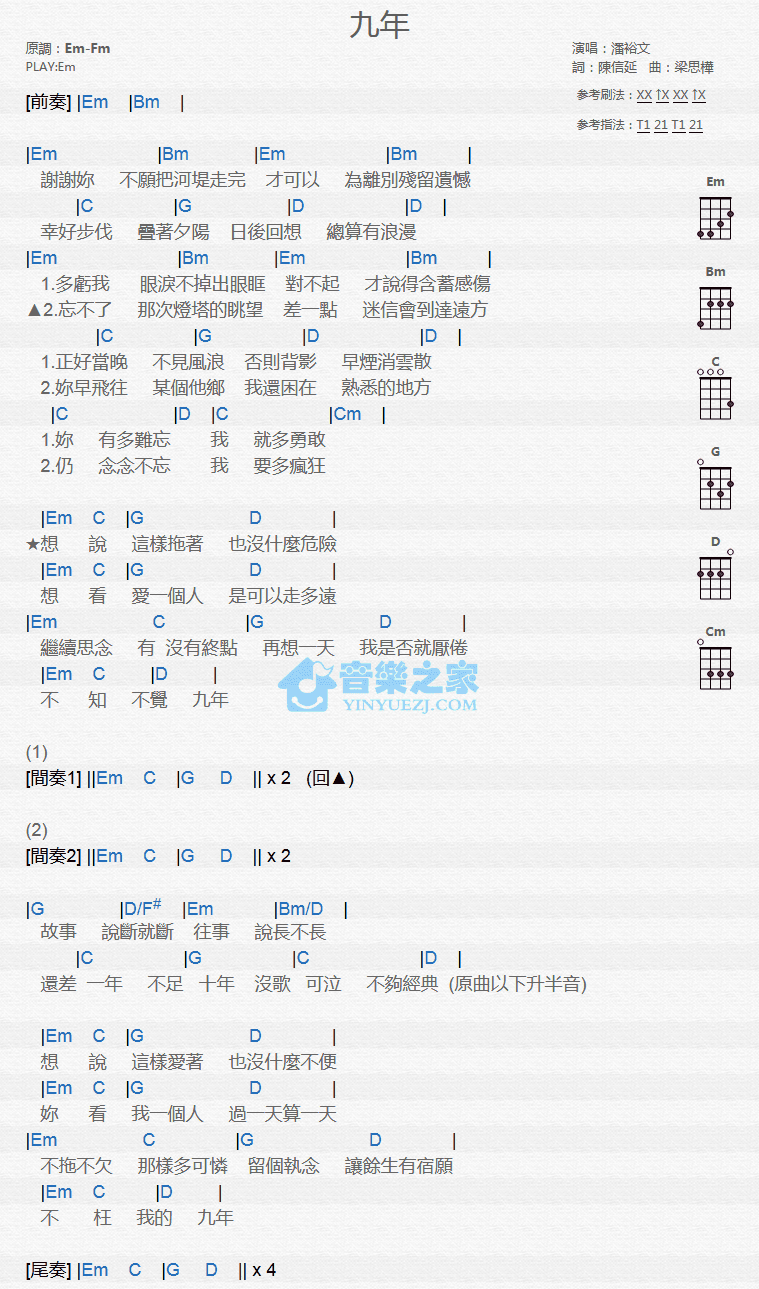 九年
原調：Em-Fm
PLAY:Em
演唱：潘裕文
詞：陳信延 曲：梁思樺
參考刷法：XX ↑X XX ↑X
參考指法：T1 21 T1 21
[前奏] |Em |Bm |
|Em |Bm |Em |Bm |
謝謝妳 不願把河堤走完 才可以 為離別殘留遺憾
|C |G |D |D |
幸好步伐 疊著夕陽 日後回想 總算有浪漫
|Em |Bm |Em |Bm |
1.多虧我 眼淚不掉出眼眶 對不起 才說得含蓄感傷
▲2.忘不了 那次燈塔的眺望 差一點 迷信會到達遠方
|C |G |D |D |
1.正好當晚 不見風浪 否則背影 早煙消雲散
2.妳早飛往 某個他鄉 我還困在 熟悉的地方
|C |D |C |Cm |
1.妳 有多難忘 我 就多勇敢
2.仍 念念不忘 我 要多瘋狂
|Em C |G D |
★想 說 這樣拖著 也沒什麼危險
|Em C |G D |
想 看 愛一個人 是可以走多遠
|Em C |G D |
繼續思念 有 沒有終點 再想一天 我是否就厭倦
|Em C |D |
不 知 不覺 九年
音樂之家
YINYUEZJ.COM
(1)
[間奏1] ||Em C |G D || x 2 (回▲)
(2)
[間奏2] ||Em C |G D || x 2
|G |D/F# |Em |Bm/D |
故事 說斷就斷 往事 說長不長
|C |G |C |D |
還差 一年 不足 十年 沒歌 可泣 不夠經典 (原曲以下升半音)
|Em C |G D |
想 說 這樣愛著 也沒什麼不便
|Em C |G D |
妳 看 我一個人 過一天算一天
|Em C |G D |
不拖不欠 那樣多可憐 留個執念 讓餘生有宿願
|Em C |D |
不 枉 我的 九年
[尾奏] |Em C |G D || x 4
Em
Bm
C
G
D
Cm